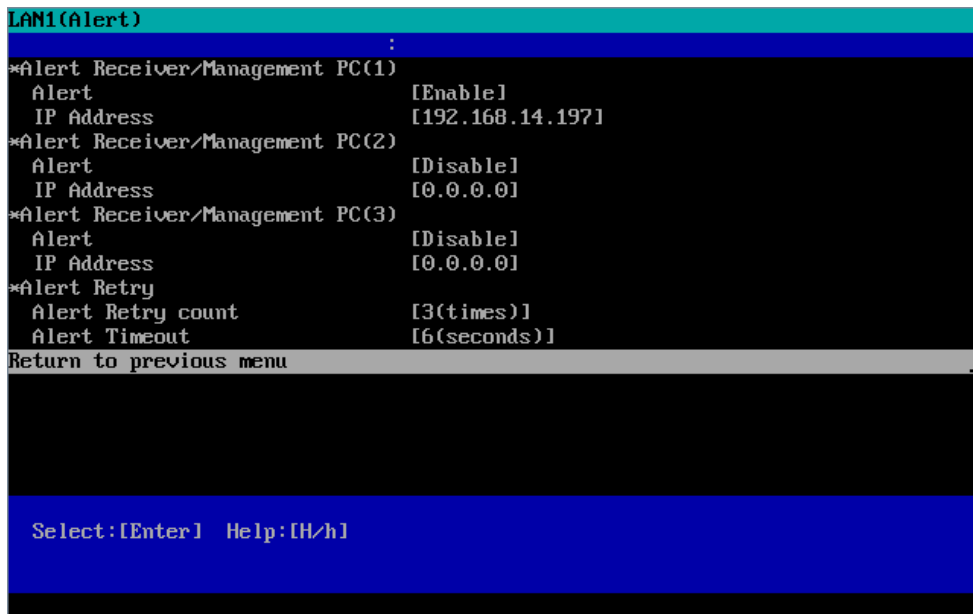 LAN1(Alert)
:
*Alert Receiver/Management PC(1)
Alert [Enable]
IP Address [192.168.14.197]
*Alert Receiver/Management PC(2)
Alert [Disable]
IP Address [0.0.0.0]
*Alert Receiver/Management PC(3)
Alert [Disable]
IP Address [0.0.0.0]
*Alert Retry
Alert Retry count [3(times)]
Alert Timeout [6(seconds)]
Return to previous menu
Select:[Enter] Help:[H/h]